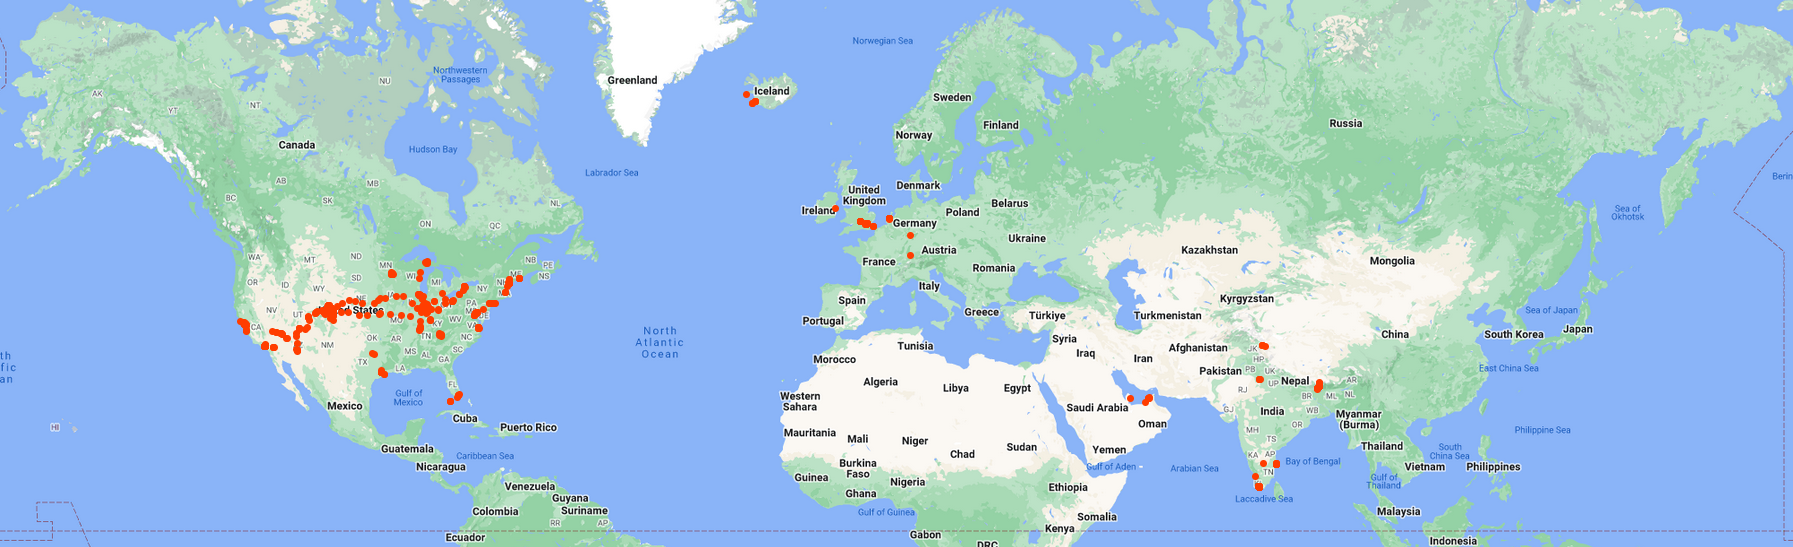 Greenland
Iceland
Norwegian Sea
Northwestern
Passages
NU
AK
NT
YT
Sweden
Finland
Norway
Russia
Canada
Hudson Bay
Labrador Sea
AB
MB
BC
SK
NL
ON
QC
Denmark
United
Kingdom
Ireland
Belarus
Poland
Germany
Ukraine
Austria
France
Romania
Italy
Spain
Portugal
Greece
Türkiye
Kazakhstan
Mongolia
Kyrgyzstan
Turkmenistan
Sea of
Okhotsk
Berin
Sea of Japan
South Korea
Japan
China
East China Sea
WA
MT
ND
MN
WI
MI
NB
PE
NS
ME
OR
ID
WY
SD
NY
NV
UT
d States
PA
CA
KY
WV
NM
OK
AR
TN
NC
TX
LA
MS
AL
GA
SC
FL
North
Atlantic
Ocean
Gulf of
Mexico
Mexico
Cuba
Puerto Rico
Guatemala
Caribbean Sea
Nicaragua
Venezuela
Guyana
Suriname
Colombia
RR
AP
Ecuador
HI
th
fic
an
Tunisia
Morocco
Algeria
Libya
Egypt
Western
Sahara
Mauritania
Mali
Niger
Chad
Sudan
Burkina
Faso
Guinea
Nigeria
Ghana
Gulf of Guinea
Gabon
DRC
Ethiopia
Somalia
Kenya
Syria
Iraq
Iran
Afghanistan
Pakistan
Saudi Arabia
Oman
Yemen
Gulf of Aden
Arabian Sea
JK
HP
PB
UK
RJ
UP
Nepal
AR
BR
ML
NL
GJ
India
WB
MH
OR
TS
KA
AP
TN
Bay of Bengal
Laccadive Sea
Myanmar
(Burma)
Thailand
Vietnam
Gulf of
Thailand
South
China Sea
Philippines
Philippine Sea
Malaysia
Indonesia